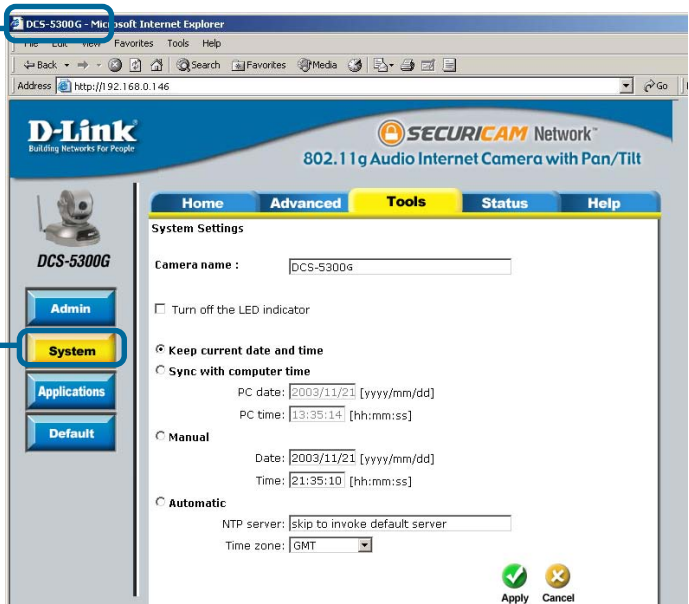 DCS-5300G - Microsoft Internet Explorer
File Edit View Favorites Tools Help
Back Search Favorites Media
Address http://192.168.0.146 Go
D-Link
Building Networks For People
SECURICAM Network™
802.11g Audio Internet Camera with Pan/Tilt
Home Advanced Tools Status Help
DCS-5300G
Admin
System
Applications
Default
System Settings
Camera name : DCS-5300G
Turn off the LED indicator
Keep current date and time
Sync with computer time
PC date: 2003/11/21 [yyyy/mm/dd]
PC time: 13:35:14 [hh:mm:ss]
Manual
Date: 2003/11/21 [yyyy/mm/dd]
Time: 21:35:10 [hh:mm:ss]
Automatic
NTP server: skip to invoke default server
Time zone: GMT
Apply Cancel